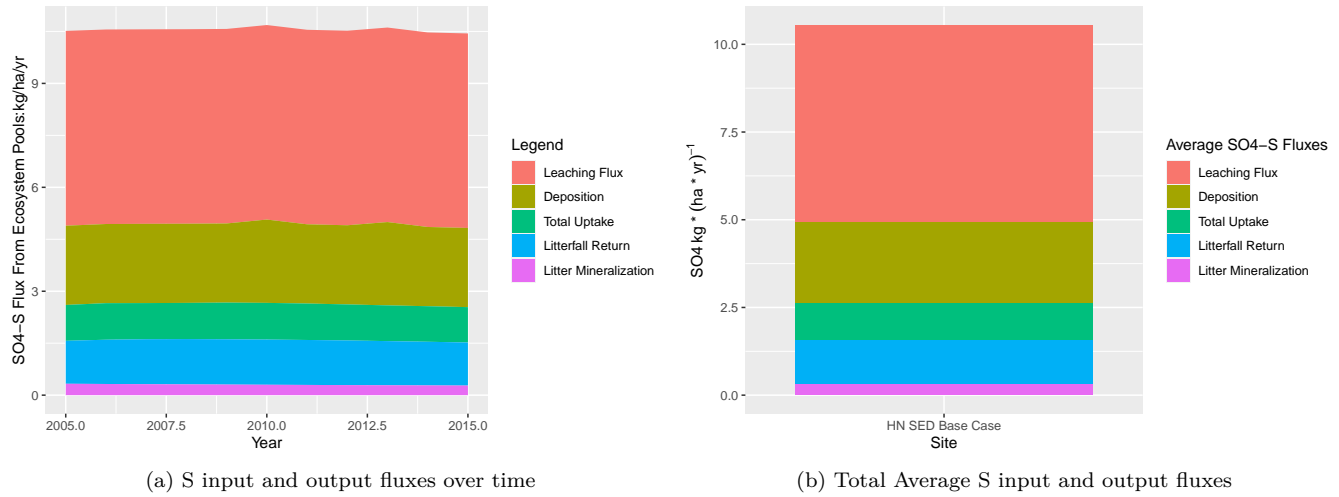 SO4−S Flux From Ecosystem Pools:kg/ha/yr
9
6
3
0
2005.0 2007.5 2010.0 2012.5 2015.0
Year
Legend
Leaching Flux
Deposition
Total Uptake
Litterfall Return
Litter Mineralization
(a) S input and output fluxes over time
SO4 kg * (ha * yr)⁻¹
10.0
7.5
5.0
2.5
0.0
HN SED Base Case
Site
Average SO4−S Fluxes
Leaching Flux
Deposition
Total Uptake
Litterfall Return
Litter Mineralization
(b) Total Average S input and output fluxes